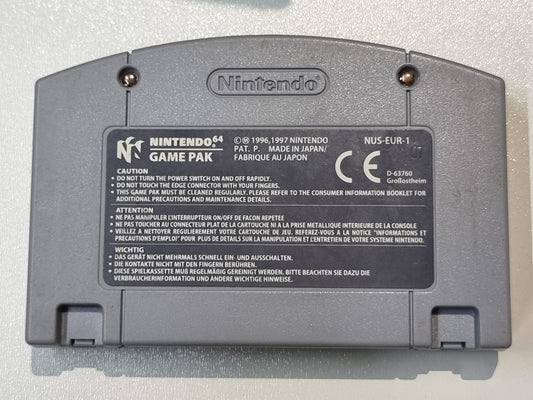 Nintendo
NINTENDO64
GAME PAK
©Ⓜ 1996,1997 NINTENDO
PAT. P. MADE IN JAPAN/
FABRIQUE AU JAPON
NUS-EUR-1
CE
D-63760
Großostheim
CAUTION
• DO NOT TURN THE POWER SWITCH ON AND OFF RAPIDLY.
• DO NOT TOUCH THE EDGE CONNECTOR WITH YOUR FINGERS.
• THIS GAME PAK MUST BE CLEANED REGULARLY. PLEASE REFER TO THE CONSUMER INFORMATION BOOKLET FOR
ADDITIONAL PRECAUTIONS AND MAINTENANCE DETAILS.
ATTENTION
• NE PAS MANIPULER L'INTERRUPTEUR ON/OFF DE FACON REPETEE
• NE PAS TOUCHER AU CONNECTEUR DE LA CARTOUCHE NI A LA PRISE METALLIQUE INTERIEURE DE LA CONSOLE
• VEILLEZ A NETTOYER REGULIEREMENT VOTRE CARTOUCHE DE JEU. REFEREZ-VOUS A LA NOTICE "INFORMATIONS ET
PRECAUTIONS D'EMPLOI" POUR PLUS DE DETAILS SUR LA MANIPULATION ET L'ENTRETIEN DE VOTRE SYSTEME NINTENDO.
WICHTIG
• DAS GERÄT NICHT MEHRMALS SCHNELL EIN- UND AUSSCHALTEN.
• DIE KONTAKTE NICHT MIT DEN FINGERN BERÜHREN.
• DIESE SPIELKASSETTE MUß REGELMÄßIG GEREINIGT WERDEN. BITTE BEACHTEN SIE DAZU DIE
VERBRAUCHERINFORMATION UND ANDERE WICHTIGE HINWEISE.